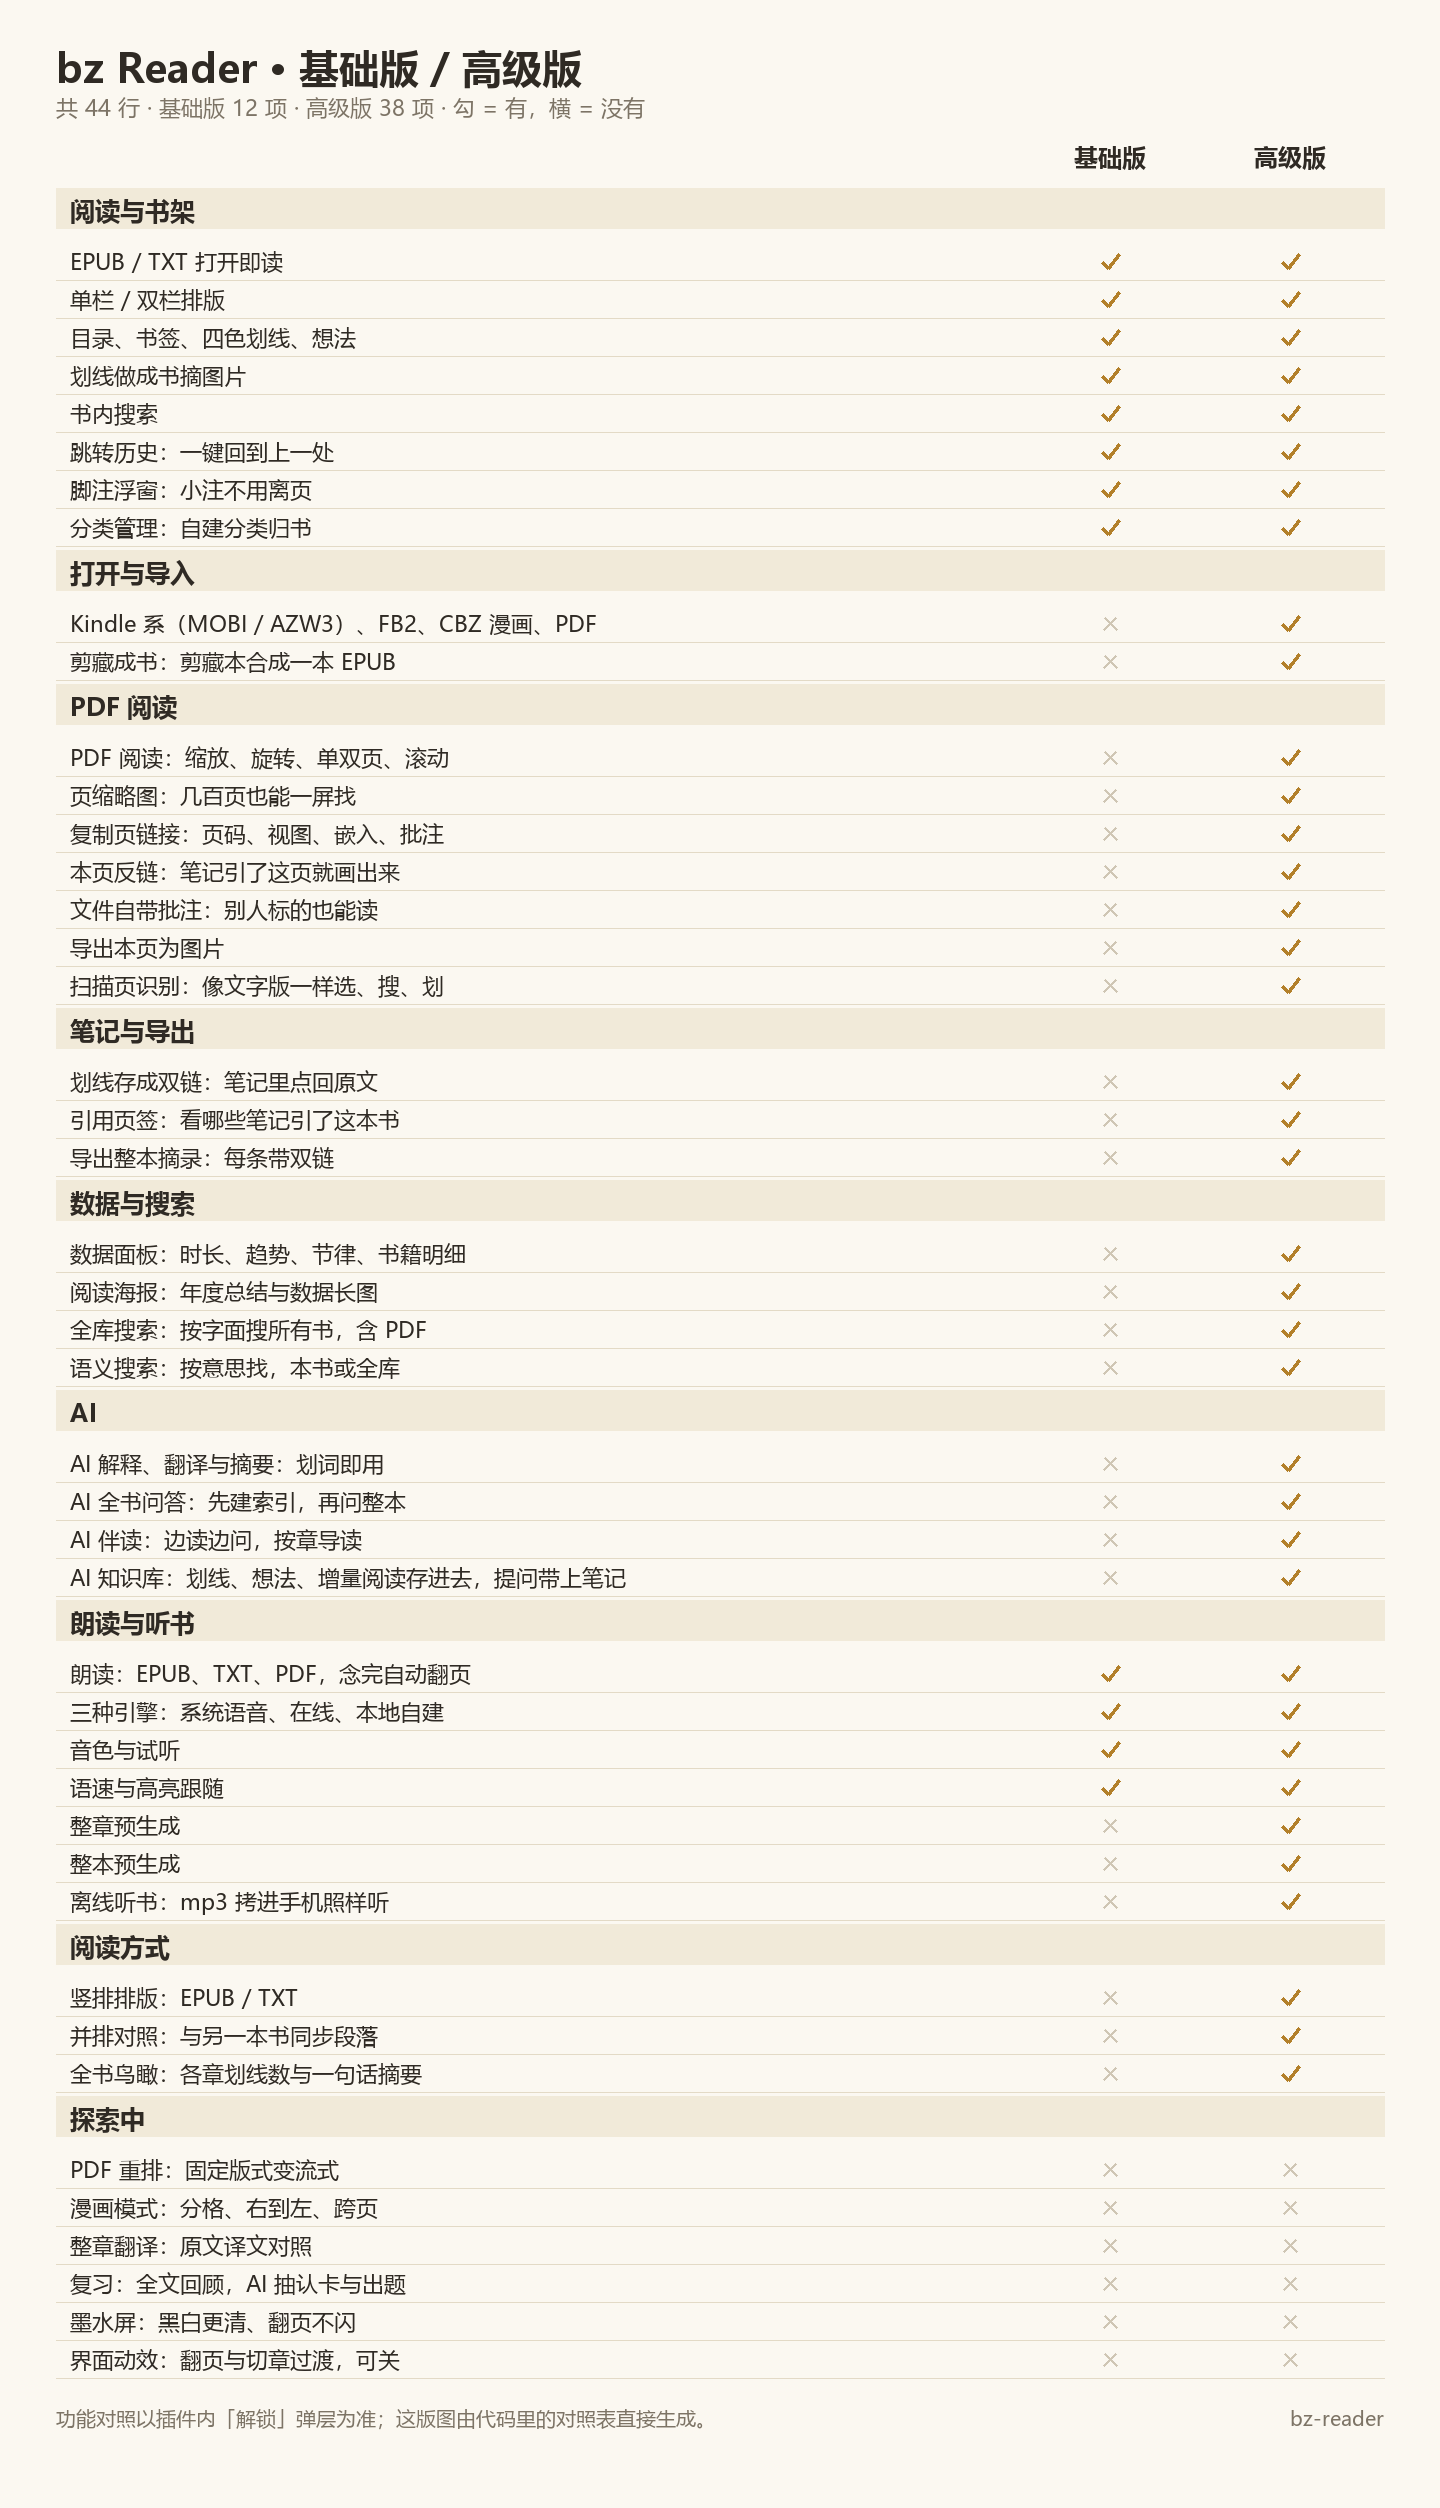 bz Reader • 基础版 / 高级版
共 44 行 · 基础版 12 项 · 高级版 38 项 · 勾 = 有，横 = 没有
基础版 高级版
阅读与书架
EPUB / TXT 打开即读
单栏 / 双栏排版
目录、书签、四色划线、想法
划线做成书摘图片
书内搜索
跳转历史：一键回到上一处
脚注浮窗：小注不用离页
分类管理：自建分类归书
打开与导入
Kindle 系（MOBI / AZW3）、FB2、CBZ 漫画、PDF
剪藏成书：剪藏本合成一本 EPUB
PDF 阅读
PDF 阅读：缩放、旋转、单双页、滚动
页缩略图：几百页也能一屏找
复制页链接：页码、视图、嵌入、批注
本页反链：笔记引了这页就画出来
文件自带批注：别人标的也能读
导出本页为图片
扫描页识别：像文字版一样选、搜、划
笔记与导出
划线存成双链：笔记里点回原文
引用页签：看哪些笔记引了这本书
导出整本摘录：每条带双链
数据与搜索
数据面板：时长、趋势、节律、书籍明细
阅读海报：年度总结与数据长图
全库搜索：按字面搜所有书，含 PDF
语义搜索：按意思找，本书或全库
AI
AI 解释、翻译与摘要：划词即用
AI 全书问答：先建索引，再问整本
AI 伴读：边读边问，按章导读
AI 知识库：划线、想法、增量阅读存进去，提问带上笔记
朗读与听书
朗读：EPUB、TXT、PDF，念完自动翻页
三种引擎：系统语音、在线、本地自建
音色与试听
语速与高亮跟随
整章预生成
整本预生成
离线听书：mp3 拷进手机照样听
阅读方式
竖排排版：EPUB / TXT
并排对照：与另一本书同步段落
全书鸟瞰：各章划线数与一句话摘要
探索中
PDF 重排：固定版式变流式
漫画模式：分格、右到左、跨页
整章翻译：原文译文对照
复习：全文回顾，AI 抽认卡与出题
墨水屏：黑白更清、翻页不闪
界面动效：翻页与切章过渡，可关
功能对照以插件内「解锁」弹层为准；这版图由代码里的对照表直接生成。
bz-reader